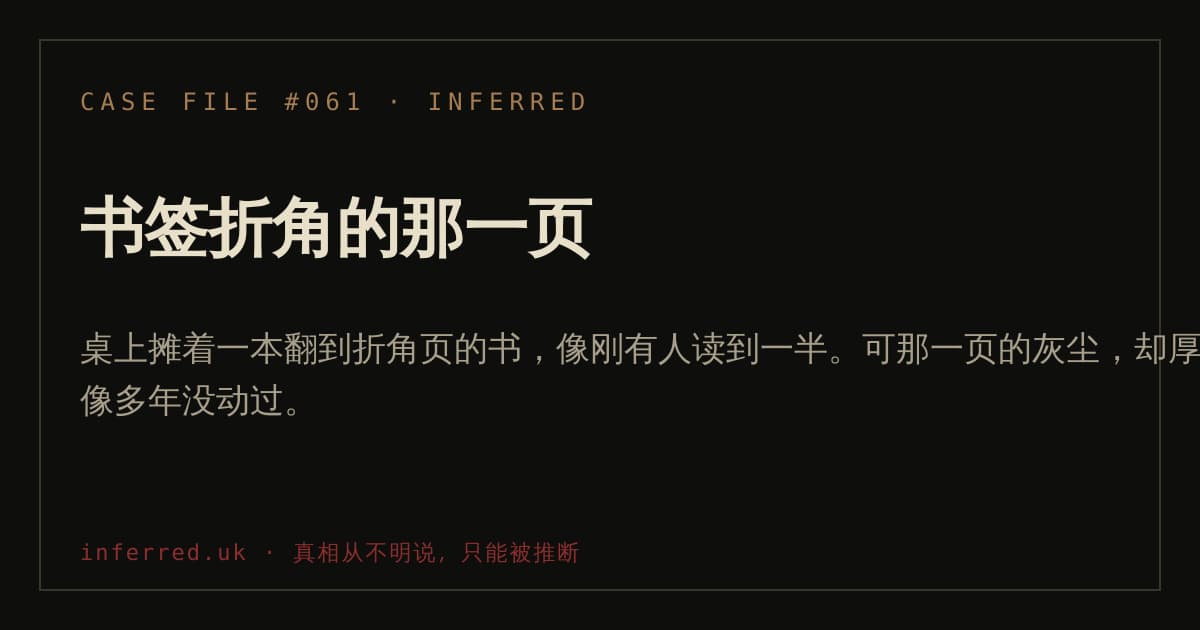 CASE FILE #061 · INFERRED
书签折角的那一页
桌上摊着一本翻到折角页的书，像刚有人读到一半。可那一页的灰尘，却厚
像多年没动过。
inferred.uk · 真相从不明说，只能被推断